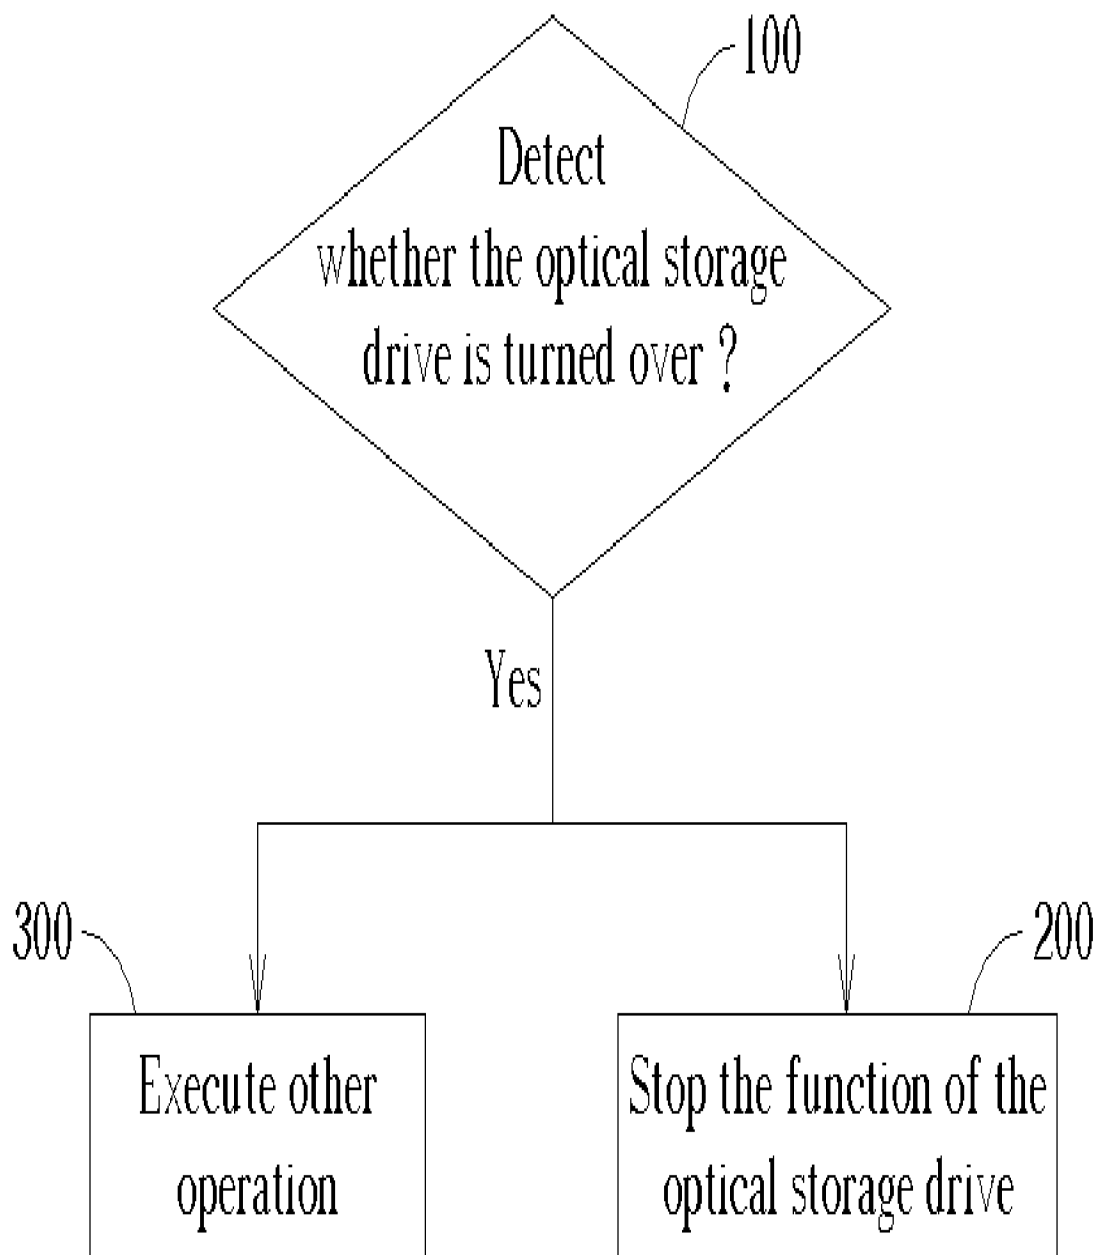 100
Detect
whether the optical storage
drive is turned over ?
Yes
300
200
Execute other
operation
Stop the function of the
optical storage drive